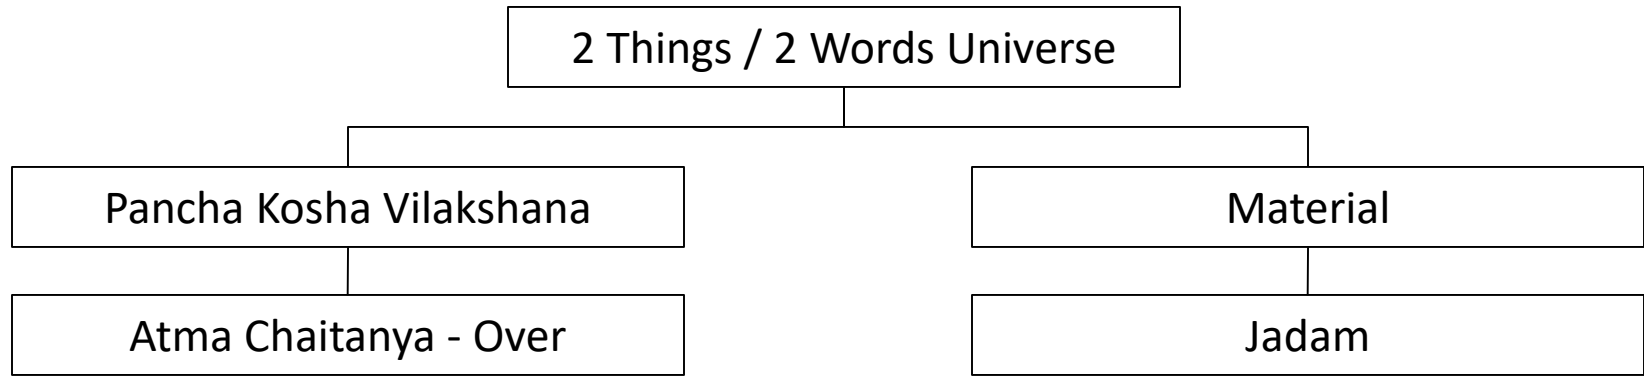 2 Things / 2 Words Universe
Pancha Kosha Vilakshana
Material
Atma Chaitanya - Over
Jadam